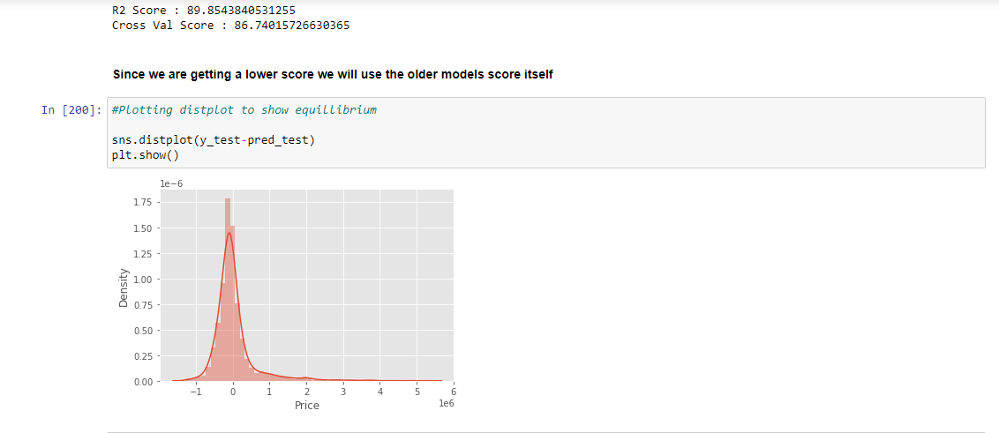 R2 Score : 89.8543840531255
Cross Val Score : 86.74015726630365
Since we are getting a lower score we will use the older models score itself
In [200]: #Plotting distplot to show equillibrium
sns.distplot(y_test-pred_test)
plt.show()
1e−6
1.75
1.50
1.25
1.00
0.75
0.50
0.25
0.00
Density
−1 0 1 2 3 4 5 6
1e6
Price